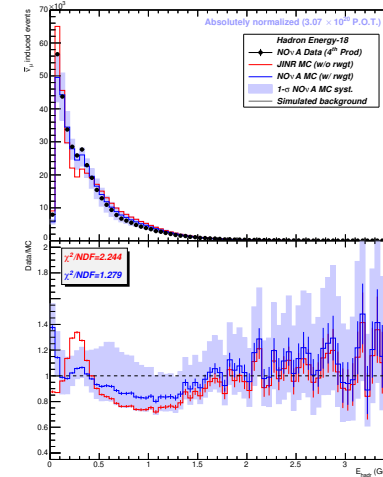 ×10³
Absolutely normalized (3.07 × 10²⁰ P.O.T.)
70
60
50
40
30
20
10
0
ν̅μ induced events
Hadron Energy-18
NOνA Data (4th Prod)
JINR MC (w/o rwgt)
NOνA MC (w/ rwgt)
1-σ NOνA MC syst.
Simulated background
Data/MC
2
1.8
1.6
1.4
1.2
1
0.8
0.6
0.4
χ²/NDF=2.244
χ²/NDF=1.279
0 0.5 1 1.5 2 2.5 3
E_hadr (G